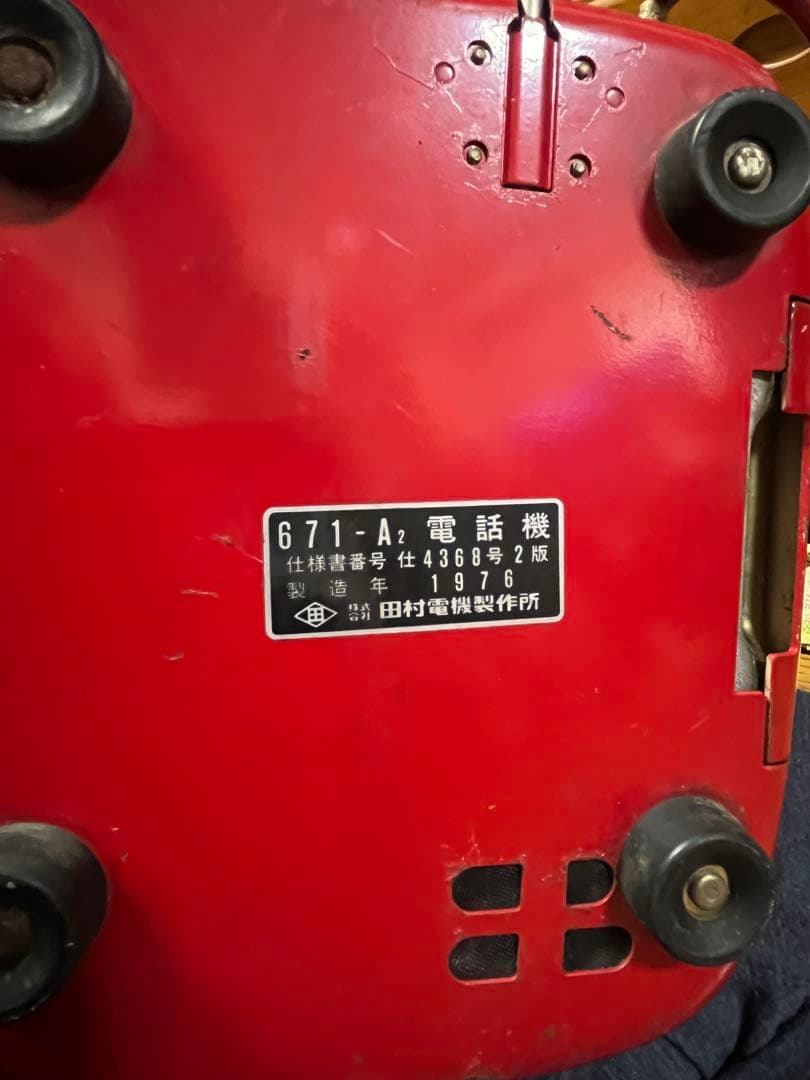 671-A2 電話機
仕様書番号 仕4368号2版
製造年 1976
田 株式会社 田村電機製作所